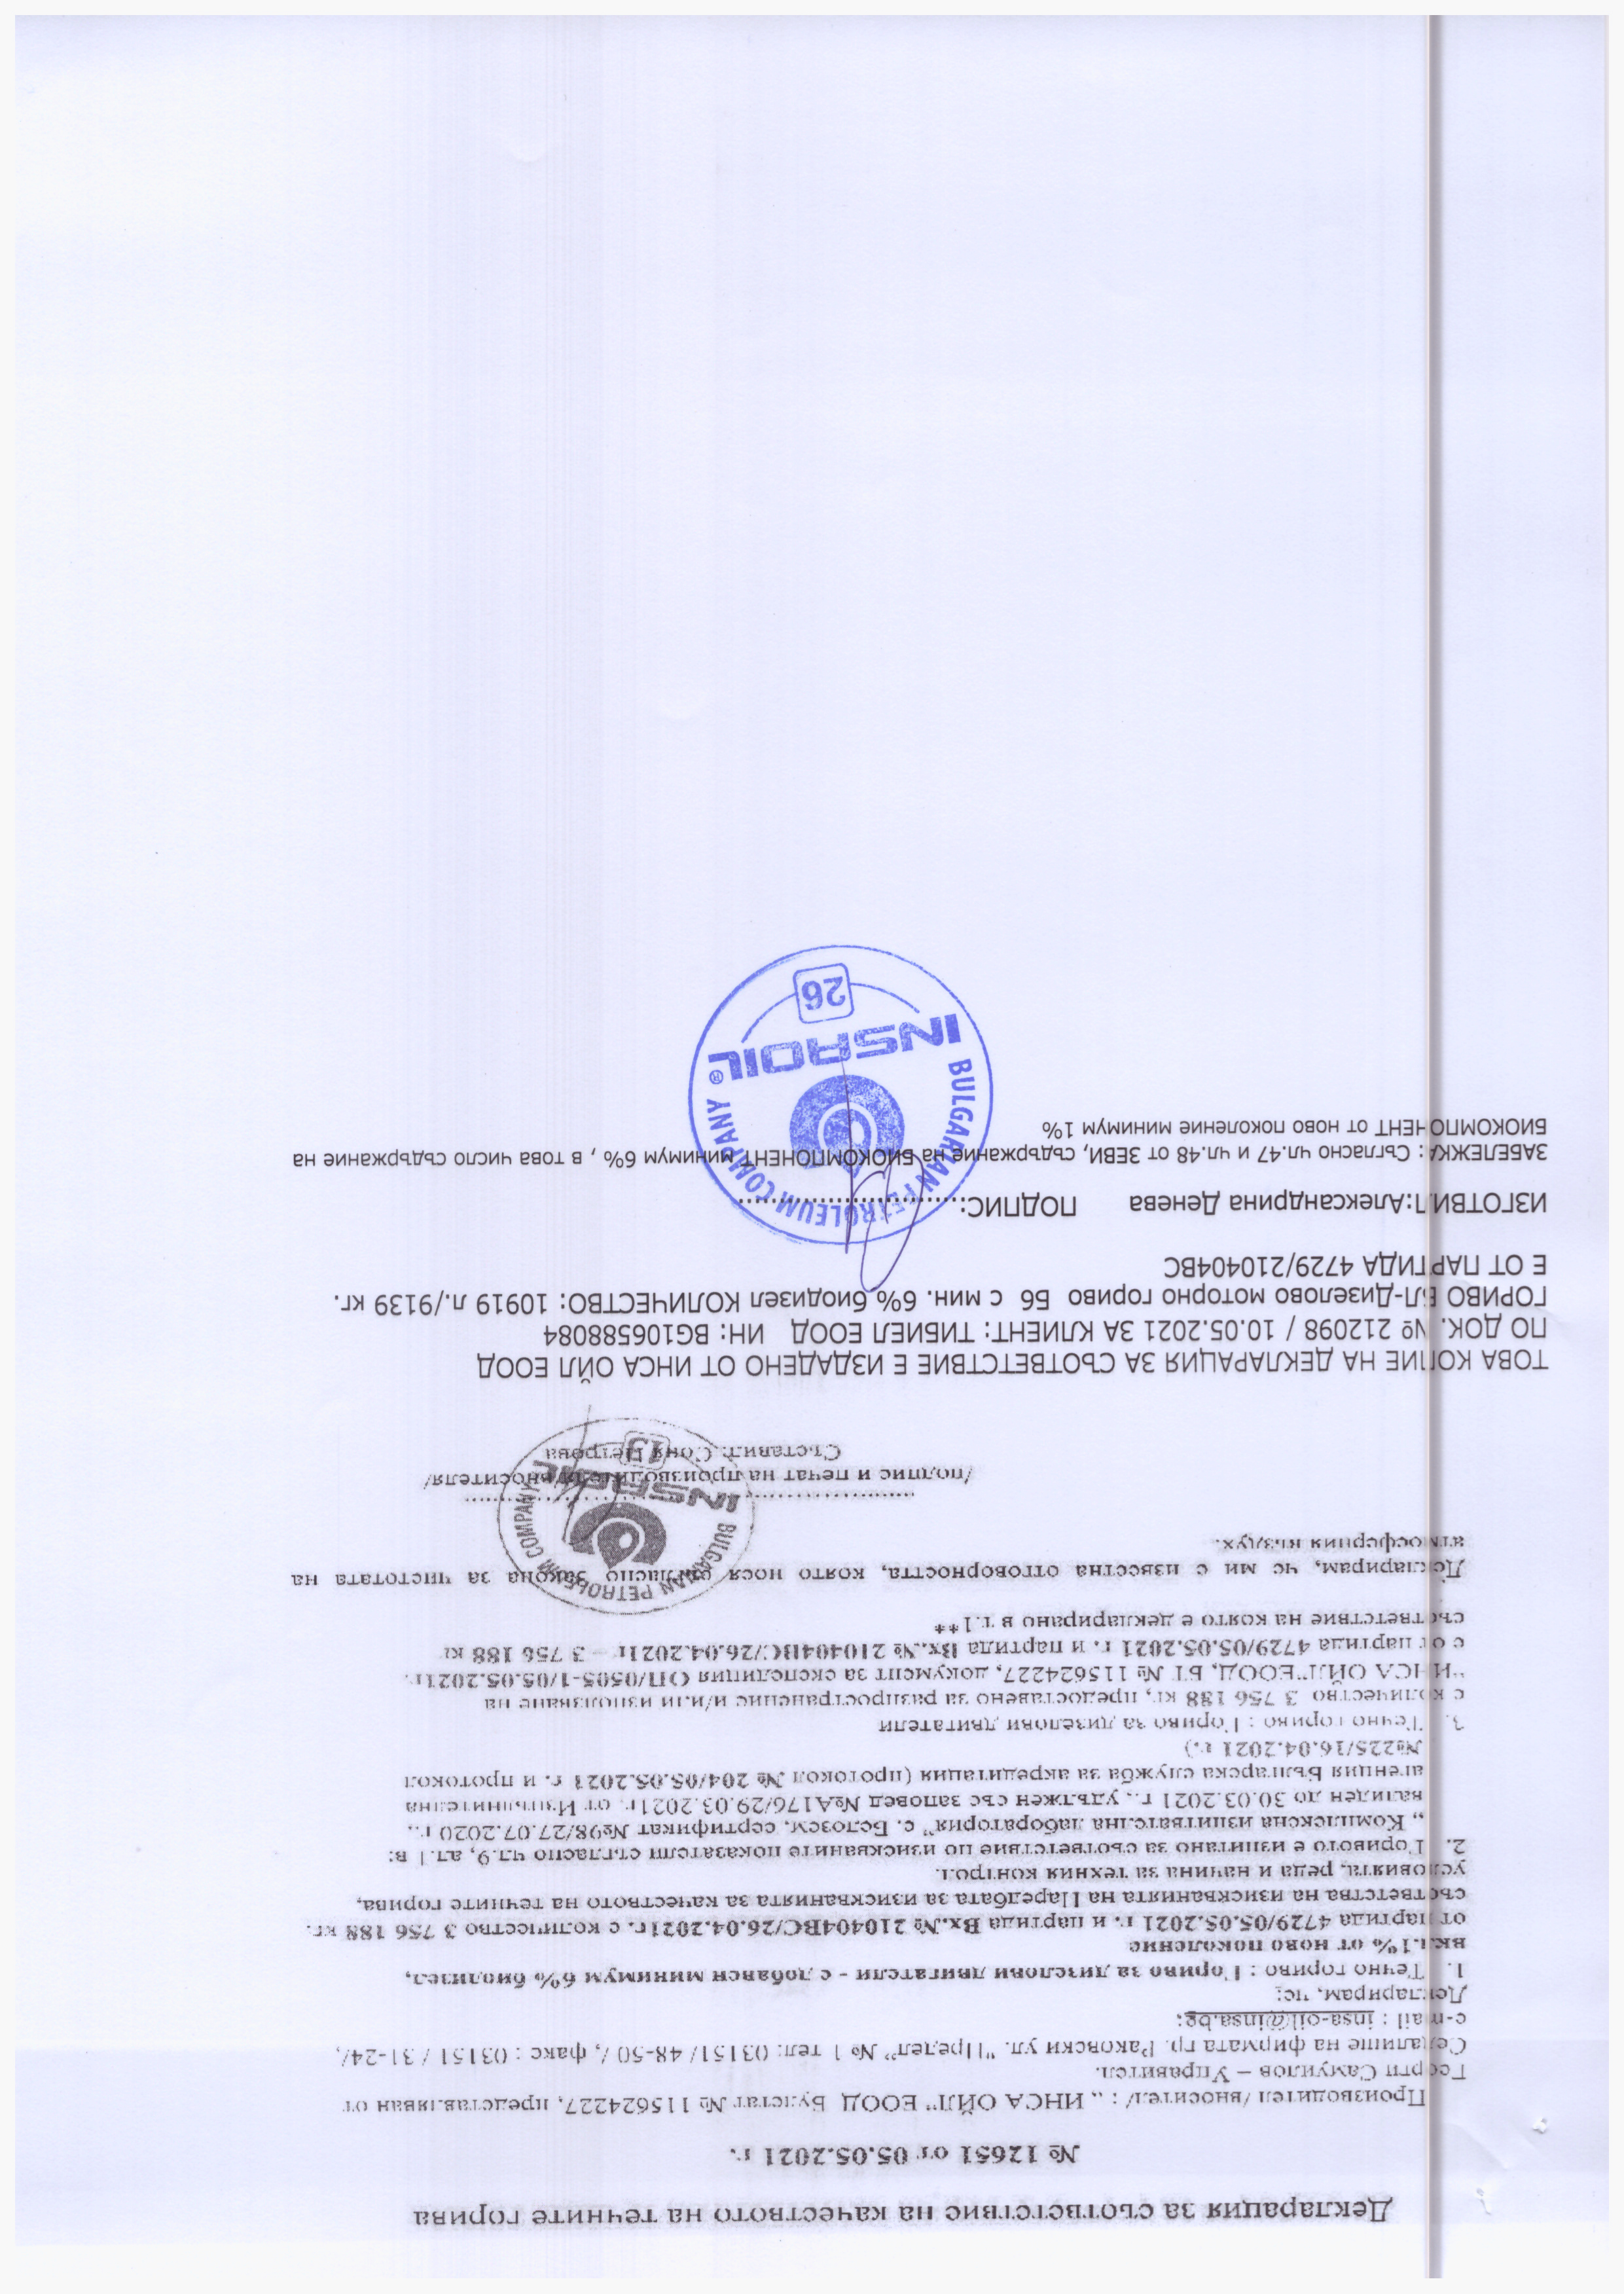 Декларация за съответствие на качеството на течните горива
№ 12651 от 05.05.2021 г.
Производител /вносител/ : „ ИНСА ОЙЛ” ЕООД Булстат № 115624227, представляван от
Георги Самуилов – Управител.
Седалище на фирмата гр. Раковски ул. "Предел” № 1 тел: 03151/ 48-50 /, факс : 03151 / 31-24/,
e-mail : insa-oil@insa.bg;
Декларирам, че:
1. Течно гориво : Гориво за дизелови двигатели - с добавен минимум 6% биодизел,
вкл.1% от ново поколение
от партида 4729/05.05.2021 г. и партида Вх.№ 210404ВС/26.04.2021г. с количество 3 756 188 кг.
съответства на изискванията на Наредбата за изискванията за качеството на течните горива,
условията, реда и начина за техния контрол.
2. Горивото е изпитано за съответствие по изискваните показатели съгласно чл.9, ал.1 в:
„ Комплексна изпитвателна лаборатория” с. Белозем, сертификат №98/27.07.2020 г.,
валиден до 30.03.2021 г., удължен със заповед №А176/29.03.2021г. от Изпълнителна
агенция Българска служба за акредитация (протокол № 204/05.05.2021 г. и протокол
№225/16.04.2021 г.)
3. Течно гориво : Гориво за дизелови двигатели
с количество 3 756 188 кг, предоставено за разпространение и/или използване на
“ИНСА ОЙЛ”ЕООД, БТ № 115624227, документ за експедиция ОП/0505-1/05.05.2021г.
е от партида 4729/05.05.2021 г. и партида Вх.№ 210404ВС/26.04.2021г – 3 756 188 кг
съответствие на която е декларирано в т.1**
Декларирам, че ми е известна отговорността, която нося съгласно Закона за чистотата на
атмосферния въздух.
BULGARIAN PETROLEUM COMPANY
INSAOIL
13
/подпис и печат на производителя/вносителя/
Съставил: Соня Петрова
ТОВА КОПИЕ НА ДЕКЛАРАЦИЯ ЗА СЪОТВЕТСТВИЕ Е ИЗДАДЕНО ОТ ИНСА ОЙЛ ЕООД
ПО ДОК. № 212098 / 10.05.2021 ЗА КЛИЕНТ: ТИБИЕЛ ЕООД ИН: BG106588084
ГОРИВО БЛ-Дизелово моторно гориво Б6 с мин. 6% биодизел КОЛИЧЕСТВО: 10919 л./9139 кг.
Е ОТ ПАРТИДА 4729/210404ВС
ИЗГОТВИЛ:Александрина Денева ПОДПИС:............................
ЗАБЕЛЕЖКА: Съгласно чл.47 и чл.48 от ЗЕВИ, съдържание на БИОКОМПОНЕНТ минимум 6% , в това число съдържание на
БИОКОМПОНЕНТ от ново поколение минимум 1%
BULGARIAN PETROLEUM COMPANY
INSAOIL®
26